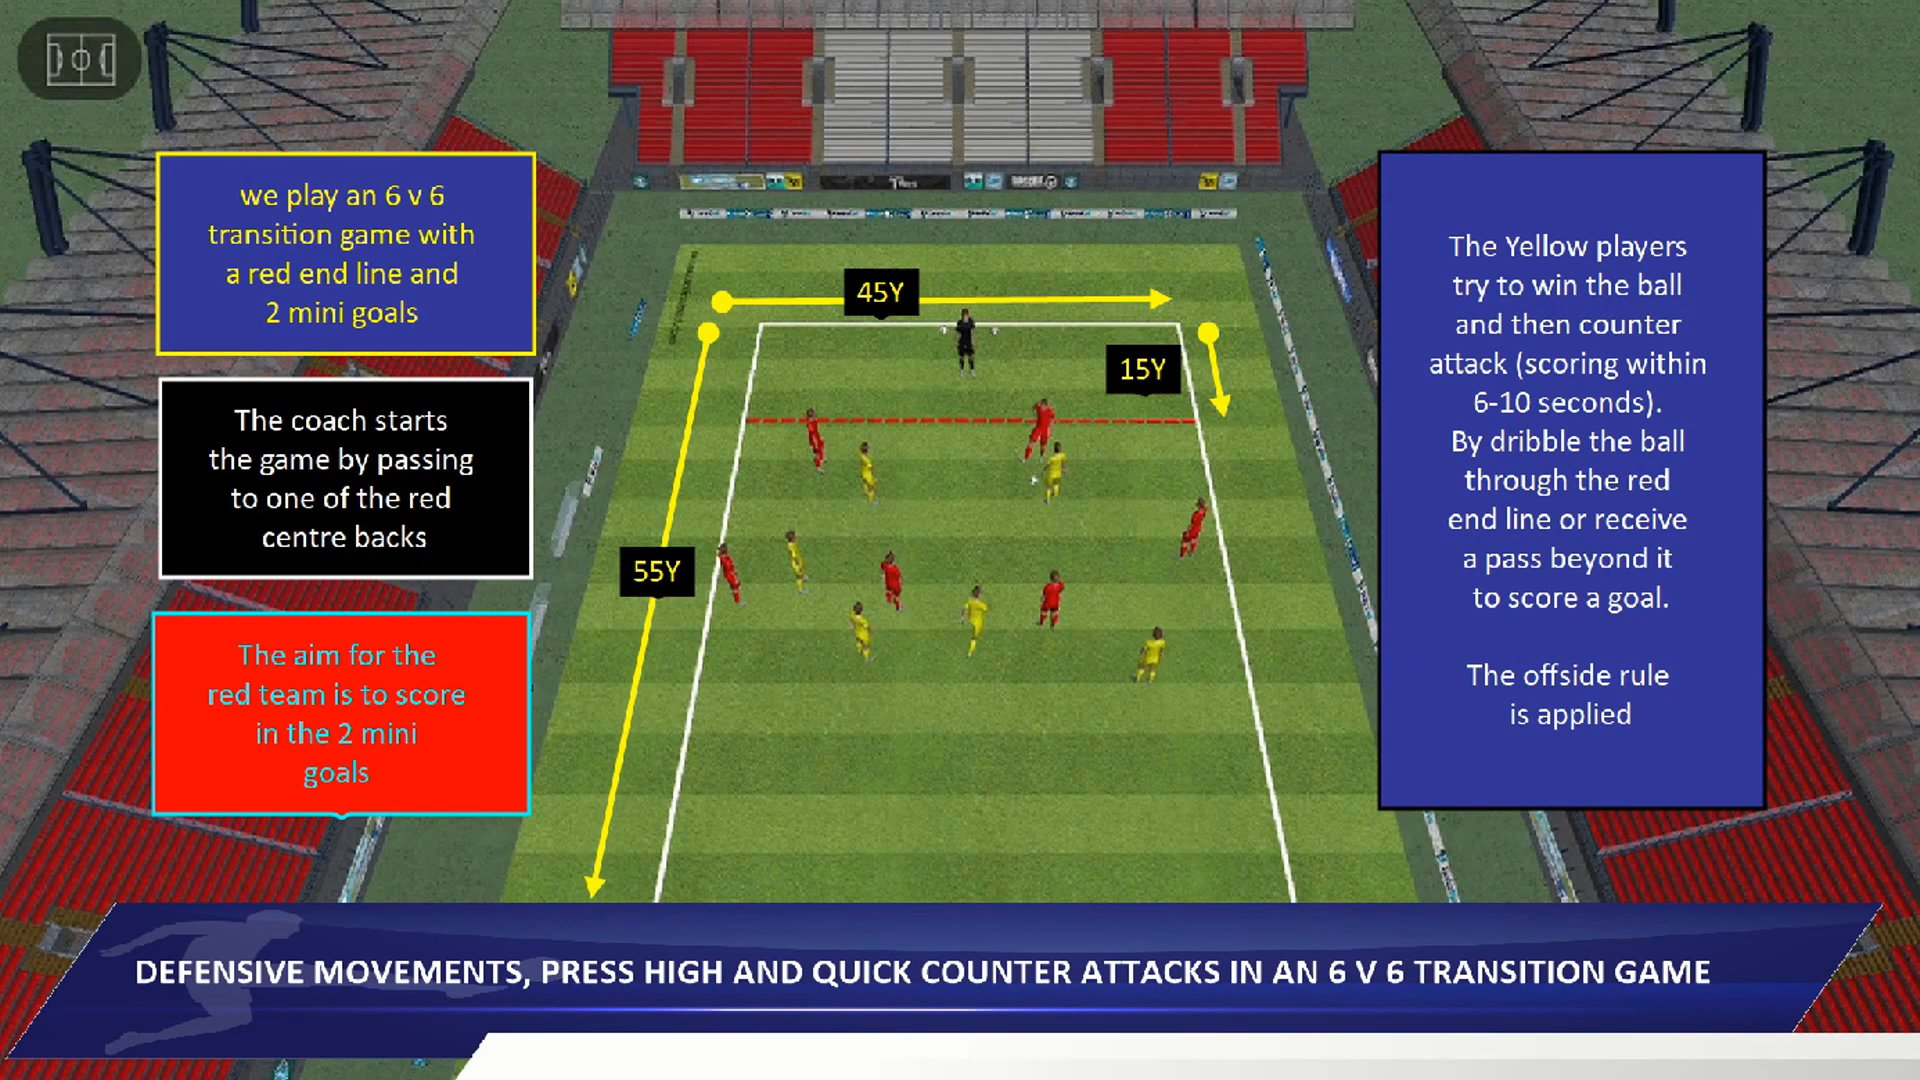 we play an 6 v 6
transition game with
a red end line and
2 mini goals
The coach starts
the game by passing
to one of the red
centre backs
The aim for the
red team is to score
in the 2 mini
goals
45Y
15Y
55Y
The Yellow players
try to win the ball
and then counter
attack (scoring within
6-10 seconds).
By dribble the ball
through the red
end line or receive
a pass beyond it
to score a goal.
The offside rule
is applied
DEFENSIVE MOVEMENTS, PRESS HIGH AND QUICK COUNTER ATTACKS IN AN 6 V 6 TRANSITION GAME